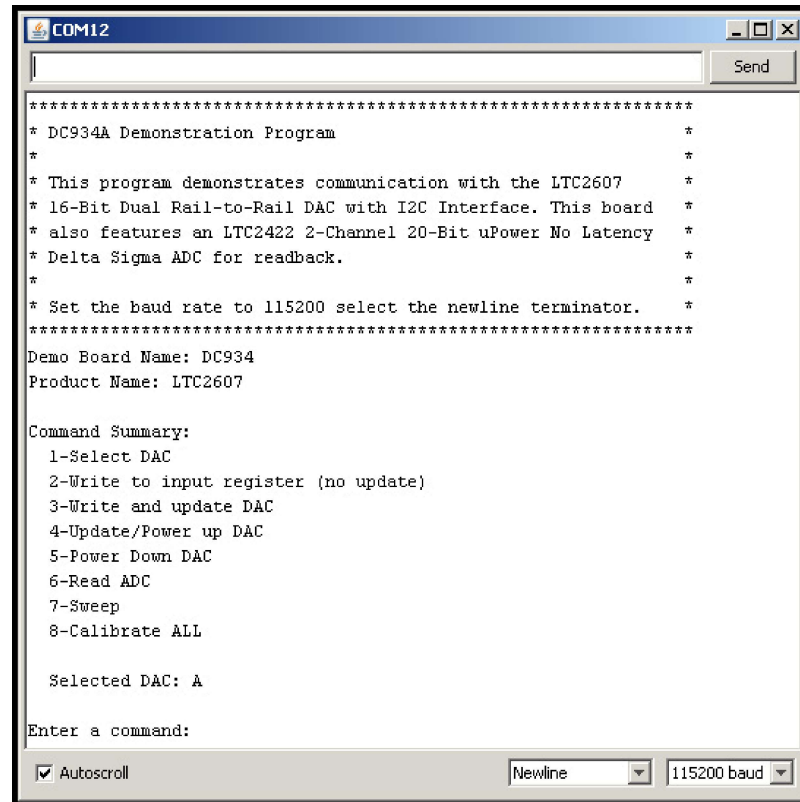 COM12
Send
*****************************************************************
* DC934A Demonstration Program *
* *
* This program demonstrates communication with the LTC2607 *
* 16-Bit Dual Rail-to-Rail DAC with I2C Interface. This board *
* also features an LTC2422 2-Channel 20-Bit uPower No Latency *
* Delta Sigma ADC for readback. *
* *
* Set the baud rate to 115200 select the newline terminator. *
*****************************************************************
Demo Board Name: DC934
Product Name: LTC2607
Command Summary:
1-Select DAC
2-Write to input register (no update)
3-Write and update DAC
4-Update/Power up DAC
5-Power Down DAC
6-Read ADC
7-Sweep
8-Calibrate ALL
Selected DAC: A
Enter a command:
Autoscroll Newline 115200 baud